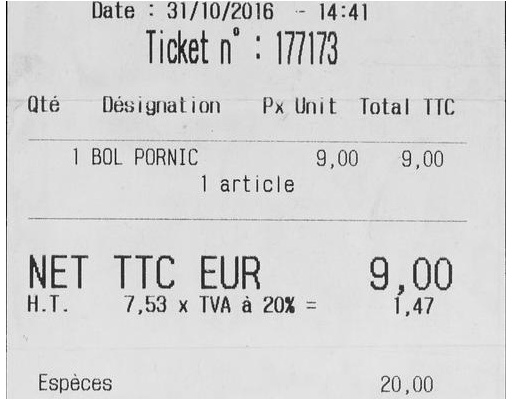 Date : 31/10/2016 - 14:41
Ticket n° : 177173
Qté Désignation Px Unit Total TTC
1 BOL PORNIC 9,00 9,00
1 article
NET TTC EUR 9,00
H.T. 7,53 x TVA à 20% = 1,47
Espèces 20,00